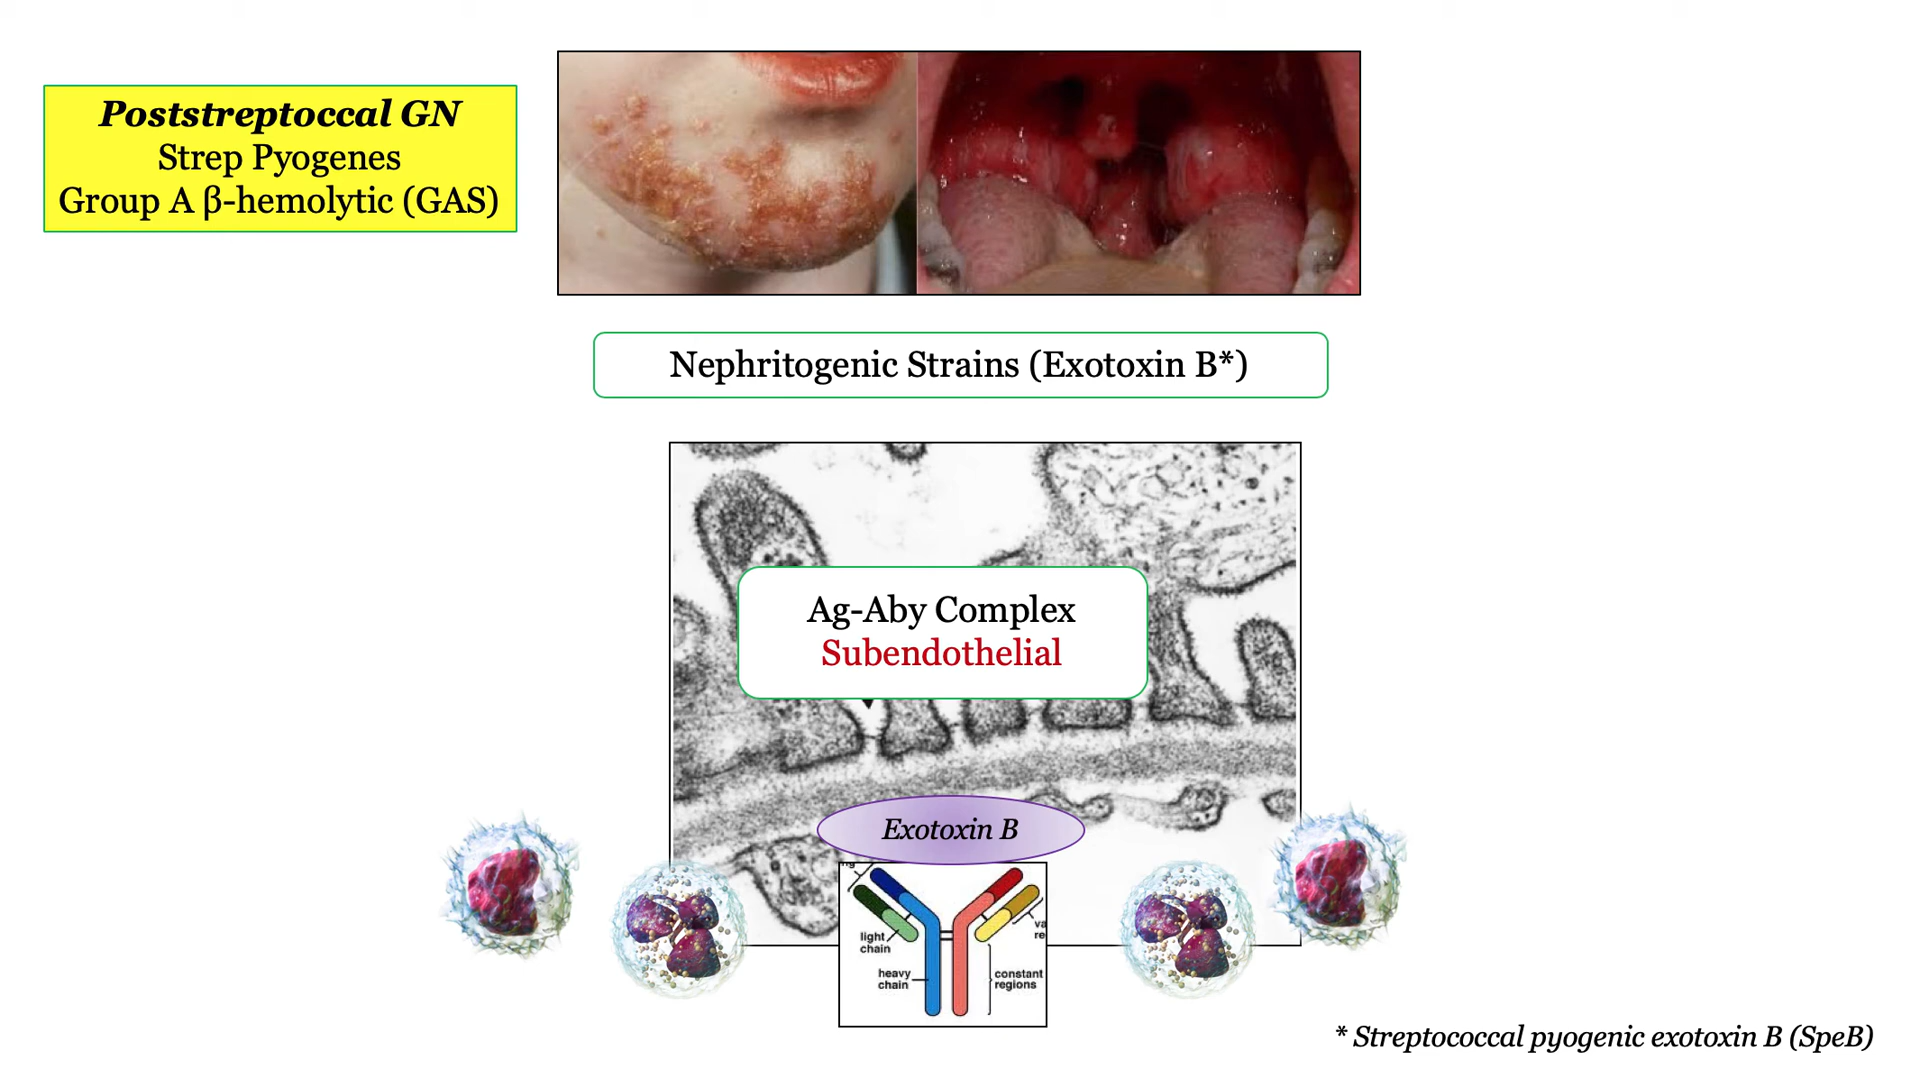 Poststreptoccal GN
Strep Pyogenes
Group A β-hemolytic (GAS)
Nephritogenic Strains (Exotoxin B*)
Ag-Aby Complex
Subendothelial
Exotoxin B
light
chain
heavy
chain
constant
regions
* Streptococcal pyogenic exotoxin B (SpeB)